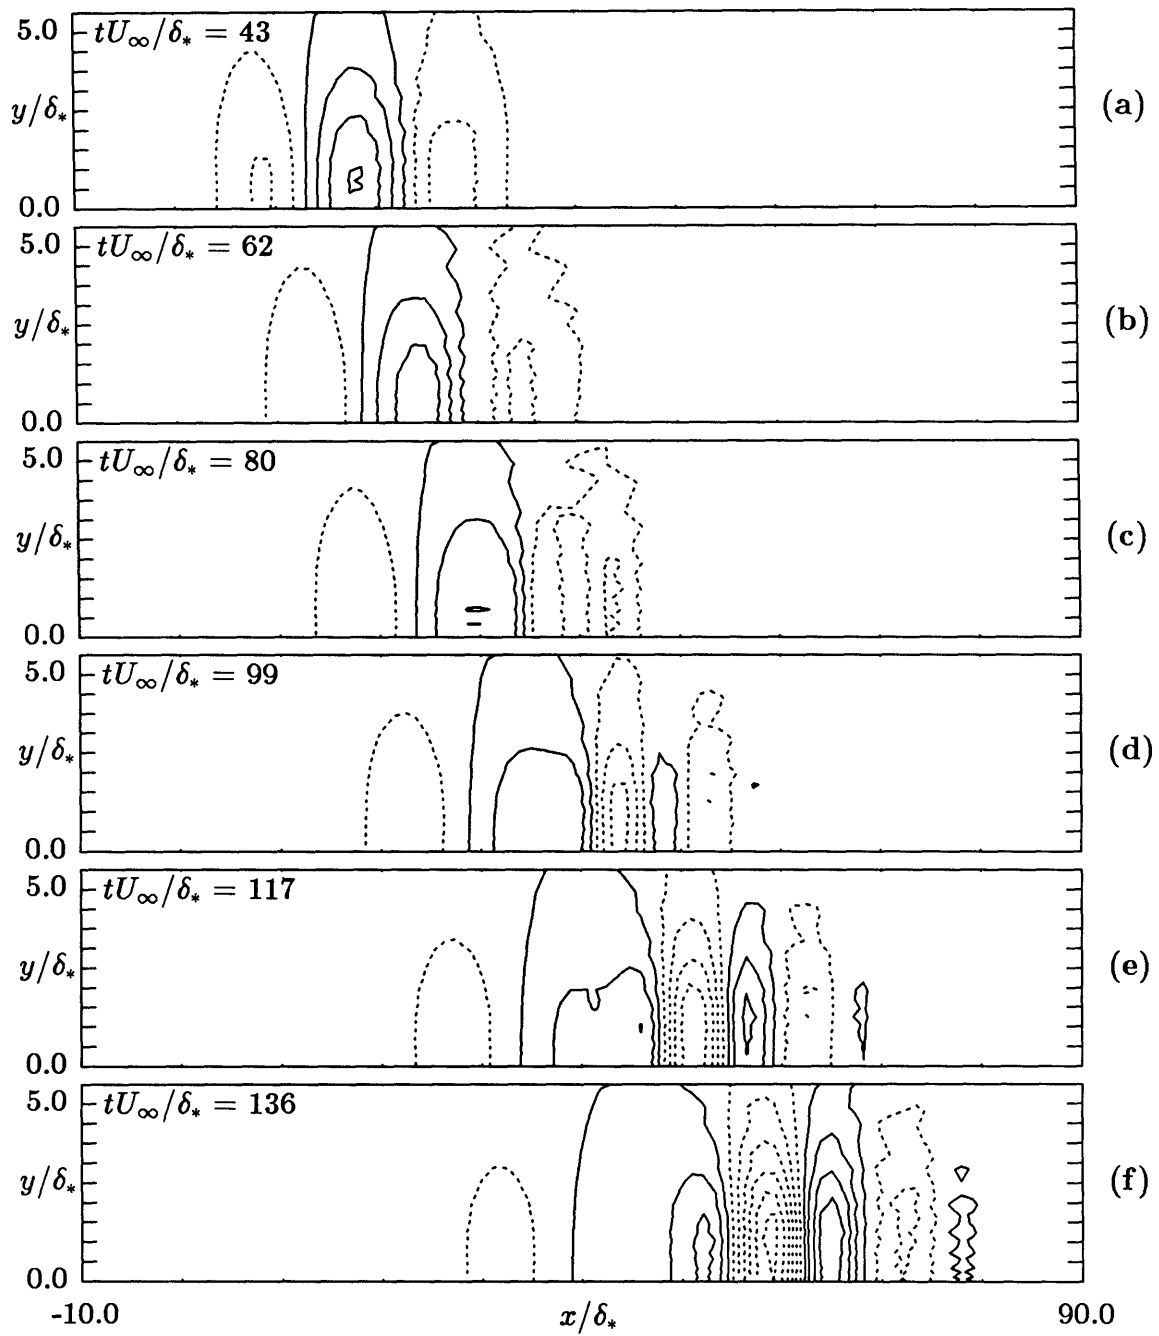 5.0 tU∞/δ* = 43
y/δ* (a)
0.0
5.0 tU∞/δ* = 62
y/δ* (b)
0.0
5.0 tU∞/δ* = 80
y/δ* (c)
0.0
5.0 tU∞/δ* = 99
y/δ* (d)
0.0
5.0 tU∞/δ* = 117
y/δ* (e)
0.0
5.0 tU∞/δ* = 136
y/δ* (f)
0.0
-10.0 x/δ* 90.0